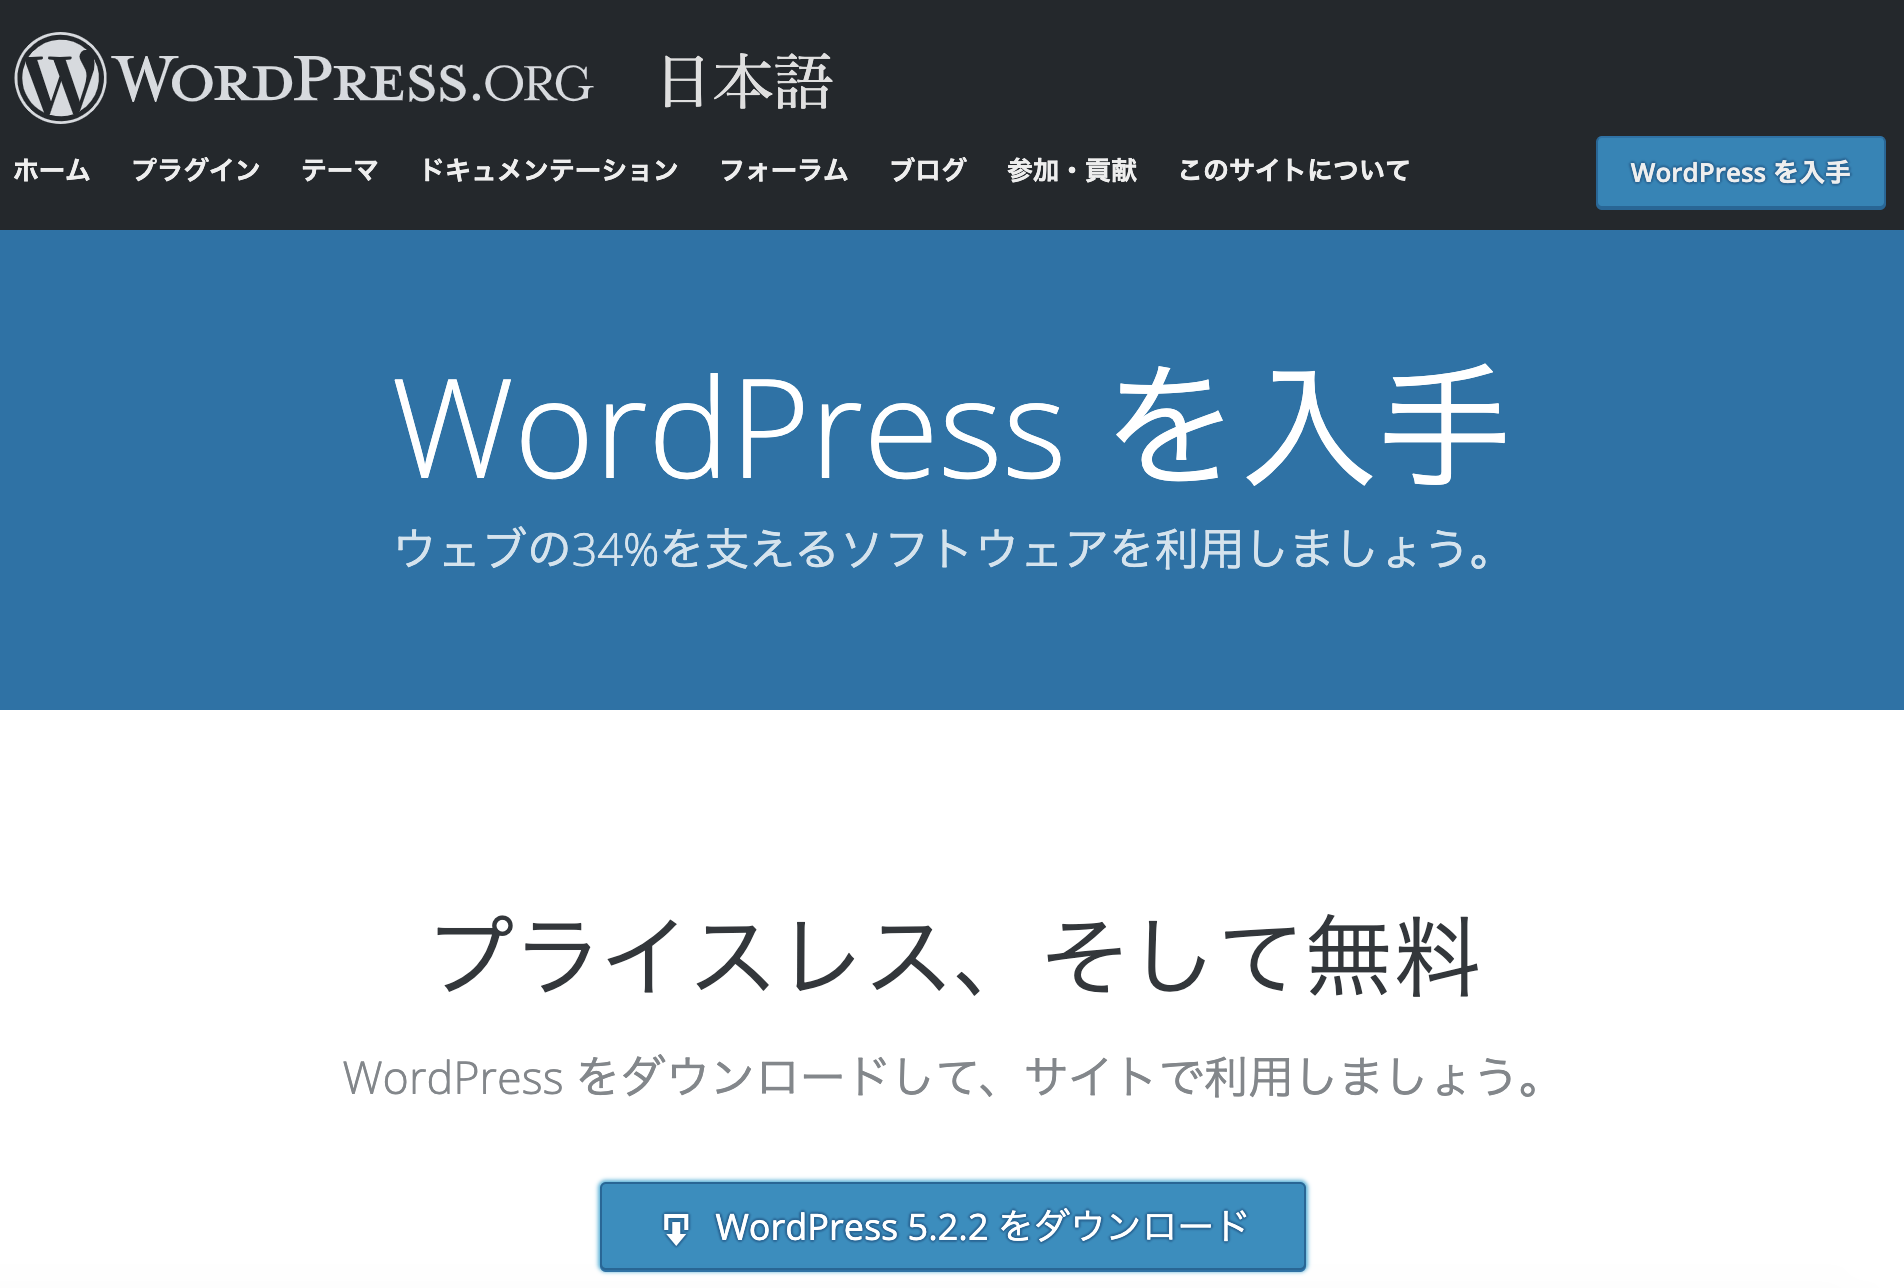 WORDPRESS.ORG 日本語
ホーム プラグイン テーマ ドキュメンテーション フォーラム ブログ 参加・貢献 このサイトについて WordPress を入手
WordPress を入手
ウェブの34%を支えるソフトウェアを利用しましょう。
プライスレス、そして無料
WordPress をダウンロードして、サイトで利用しましょう。
WordPress 5.2.2 をダウンロード